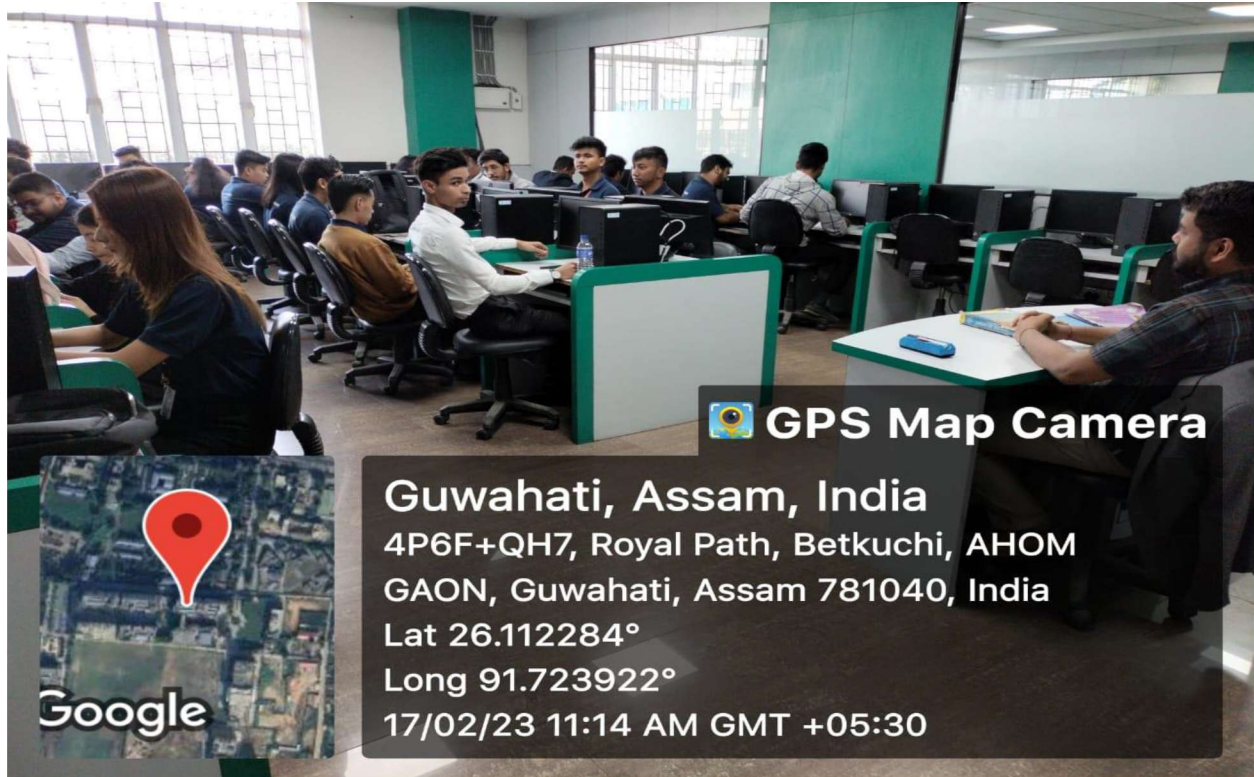 GPS Map Camera
Guwahati, Assam, India
4P6F+QH7, Royal Path, Betkuchi, AHOM
GAON, Guwahati, Assam 781040, India
Lat 26.112284°
Long 91.723922°
17/02/23 11:14 AM GMT +05:30
Google